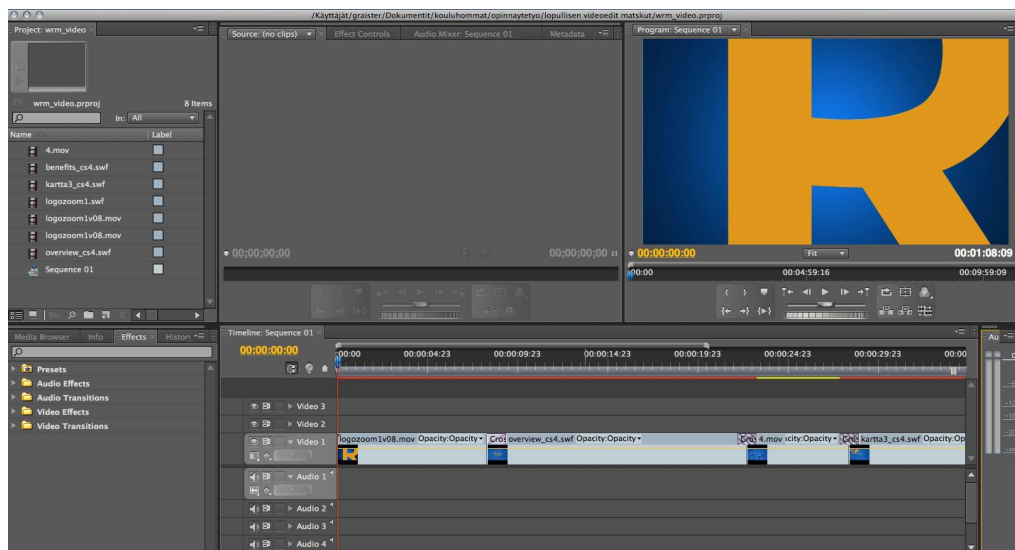 /Käyttäjät/graister/Dokumentit/kouluhommat/opinnaytetyo/lopullisen videoedit matskut/wrm_video.prproj
Project: wrm_video
wrm_video.prproj
8 Items
In: All
Name Label
4.mov
benefits_cs4.swf
kartta3_cs4.swf
logozoom1.swf
logozoom1v08.mov
logozoom1v08.mov
overview_cs4.swf
Sequence 01
Source: (no clips) Effect Controls Audio Mixer: Sequence 01 Metadata
00;00;00;00 00;00;00;00
Program: Sequence 01
R
00:00:00:00 Fit 00:01:08:09
00:00 00:04:59:16 00:09:59:09
Media Browser Info Effects Histor
Presets
Audio Effects
Audio Transitions
Video Effects
Video Transitions
Timeline: Sequence 01
00:00:00:00
:00:00 00:00:04:23 00:00:09:23 00:00:14:23 00:00:19:23 00:00:24:23 00:00:29:23 00:00
Video 3
Video 2
Video 1
logozoom1v08.mov Opacity:Opacity Cros overview_cs4.swf Opacity:Opacity Cros 4.mov acity:Opacity Cros kartta3_cs4.swf Opacity:Op
Audio 1
Audio 2
Audio 3
Audio 4
Au